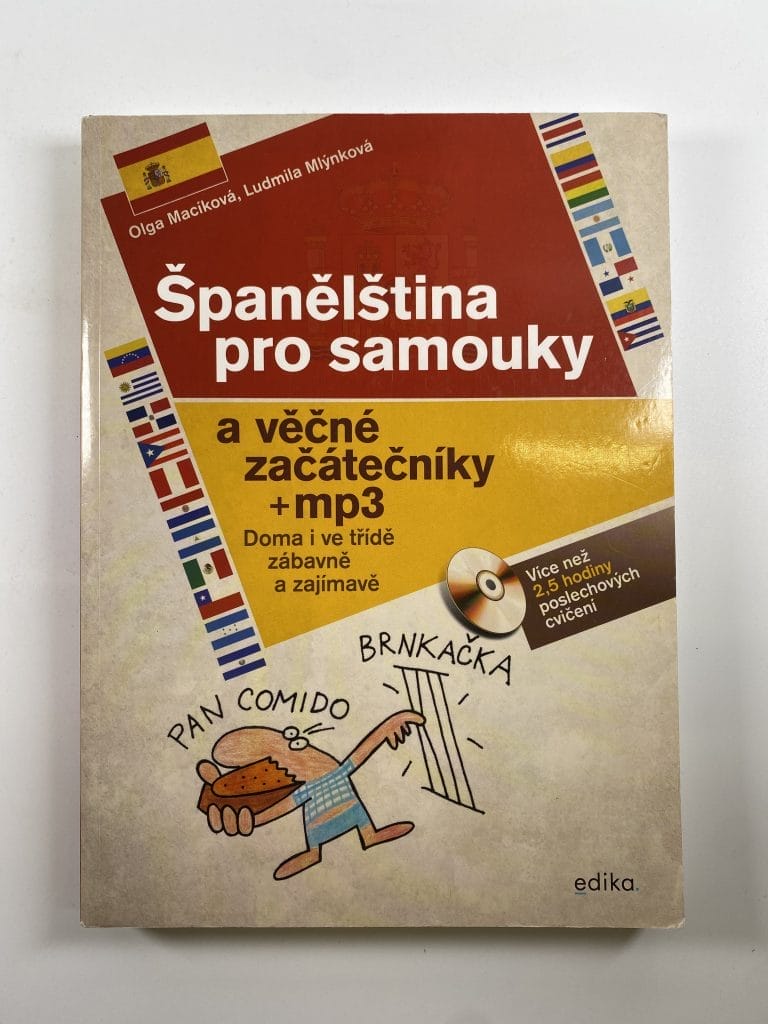 Olga Macíková, Ludmila Mlýnková
Španělština
pro samouky
a věčné
začátečníky
+mp3
Doma i ve třídě
zábavně
a zajímavě
Více než
2,5 hodiny
poslechových
cvičení
BRNKAČKA
PAN COMIDO
edika.